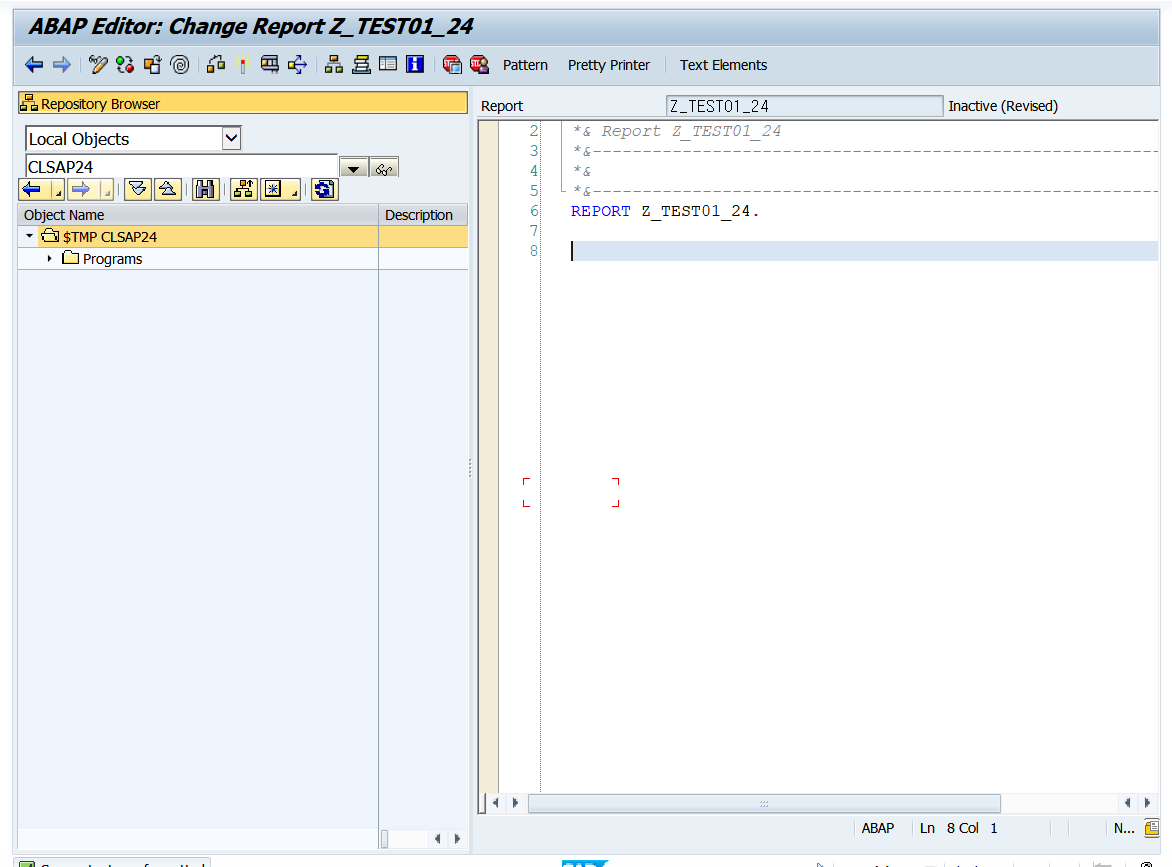 ABAP Editor: Change Report Z_TEST01_24
Pattern Pretty Printer Text Elements
Repository Browser
Local Objects
CLSAP24
Object Name Description
$TMP CLSAP24
Programs
Report Z_TEST01_24 Inactive (Revised)
2 *& Report Z_TEST01_24
3 *&---------------------------------------------------------
4 *&
5 *&---------------------------------------------------------
6 REPORT Z_TEST01_24.
7
8
ABAP Ln 8 Col 1 N...
SAP